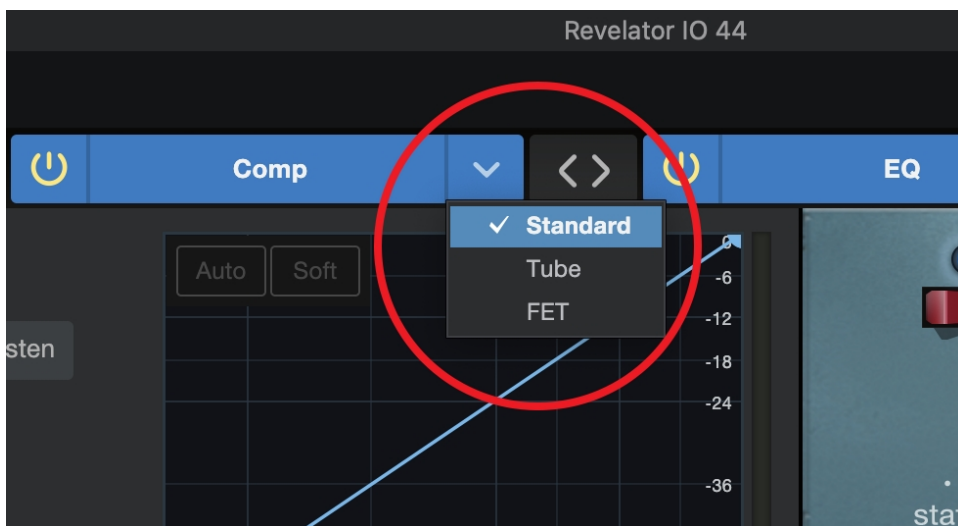 Revelator IO 44
Comp
EQ
Standard
Tube
FET
Auto Soft
0
-6
-12
-18
-24
-36
sten
sta